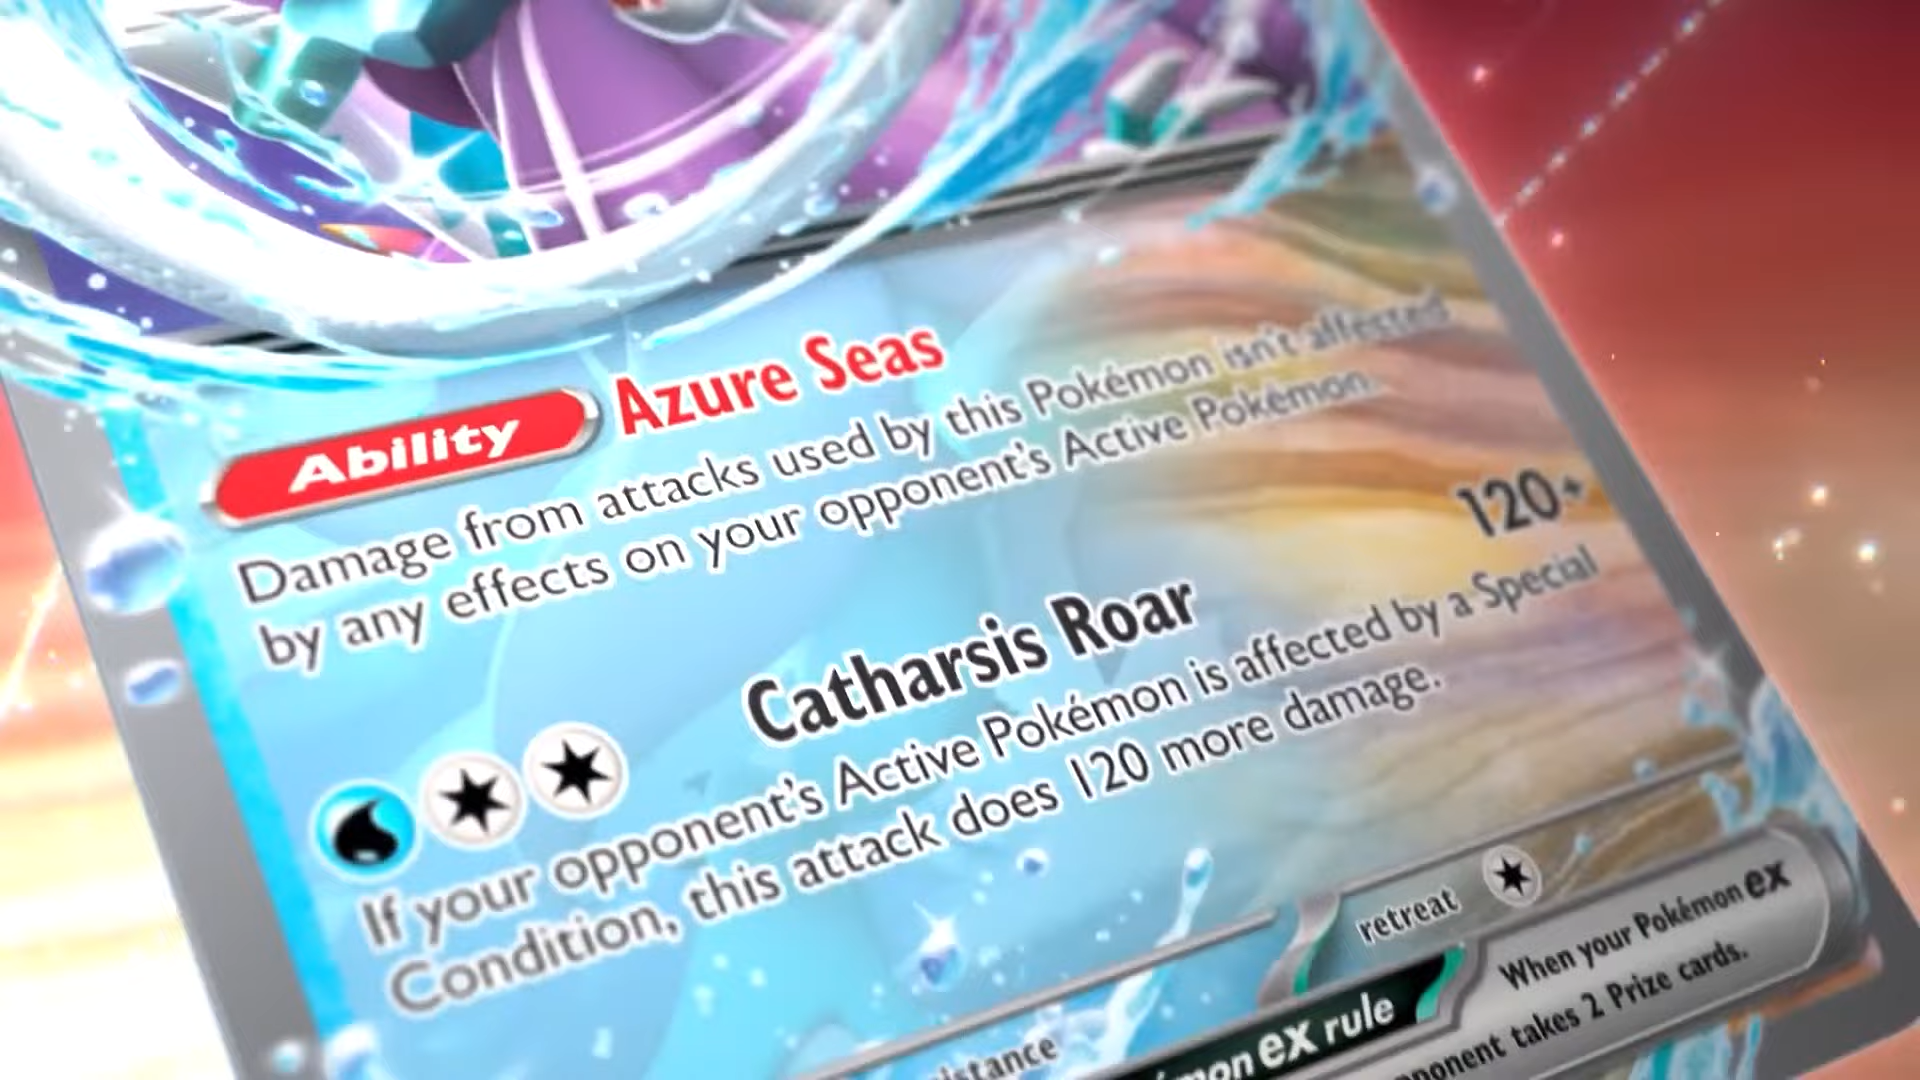 Ability Azure Seas
Damage from attacks used by this Pokémon isn't affected
by any effects on your opponent's Active Pokémon.
Catharsis Roar 120+
If your opponent's Active Pokémon is affected by a Special
Condition, this attack does 120 more damage.
retreat
ex rule
When your Pokémon ex
takes 2 Prize cards.